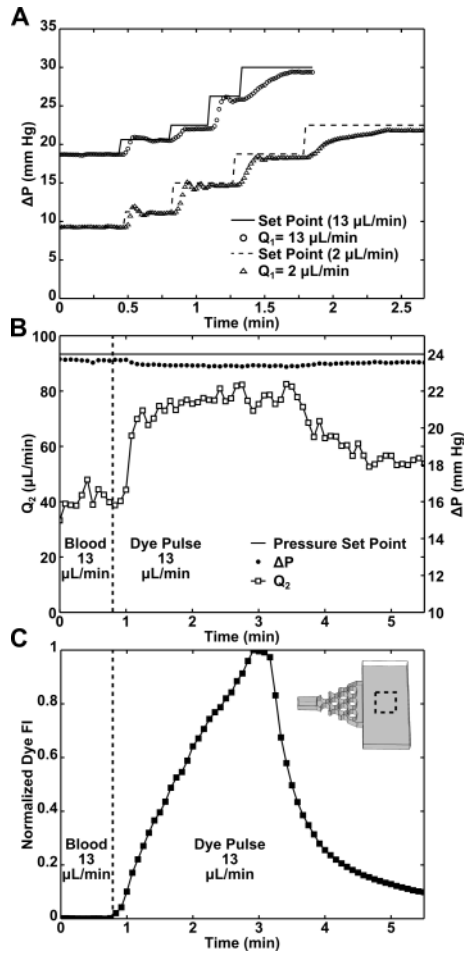 A
35
30
25
20
15
10
5
0
ΔP (mm Hg)
Set Point (13 µL/min)
Q₁= 13 µL/min
Set Point (2 µL/min)
Q₁= 2 µL/min
0 0.5 1 1.5 2 2.5
Time (min)
B
100
80
60
40
20
0
Q₂ (µL/min)
24
22
20
18
16
14
12
10
ΔP (mm Hg)
Blood
13
µL/min
Dye Pulse
13
µL/min
Pressure Set Point
ΔP
Q₂
0 1 2 3 4 5
Time (min)
C
1
0.8
0.6
0.4
0.2
0
Normalized Dye FI
Blood
13
µL/min
Dye Pulse
13
µL/min
0 1 2 3 4 5
Time (min)